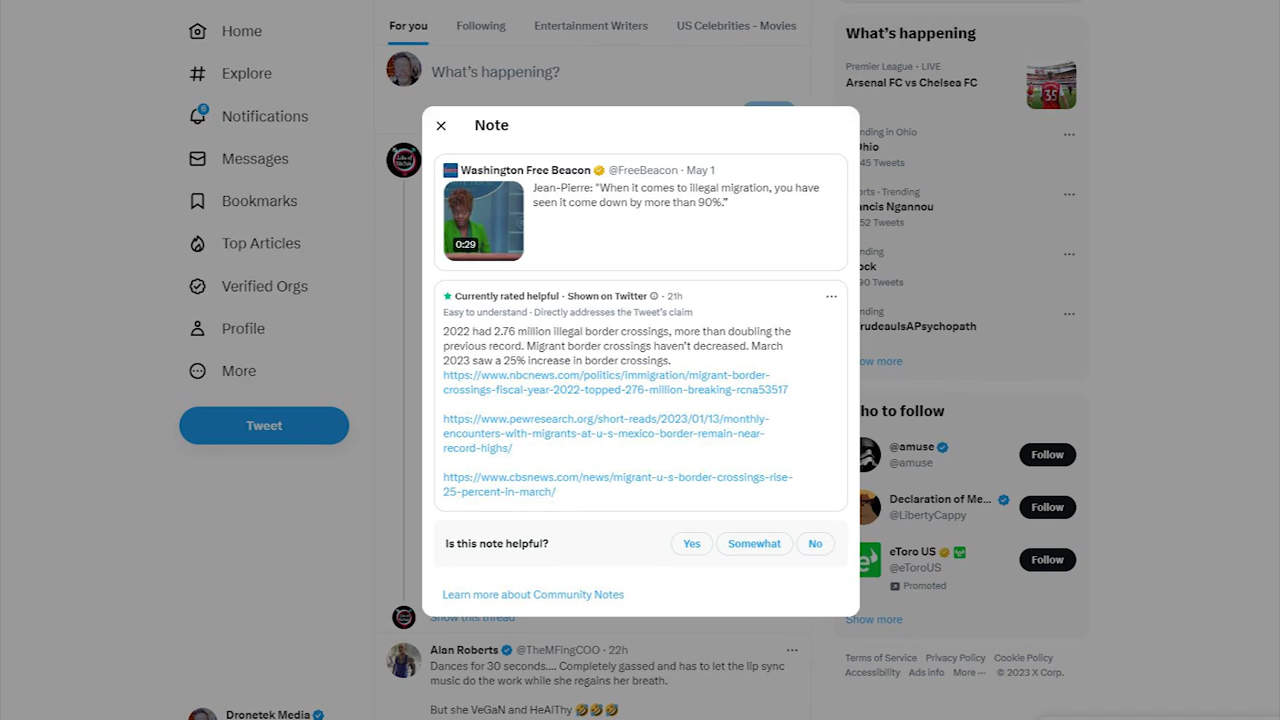 Home
Explore
6
Notifications
Messages
Bookmarks
Top Articles
Verified Orgs
Profile
More
Tweet
Dronetek Media
For you
Following
Entertainment Writers
US Celebrities - Movies
What's happening?
Note
Washington Free Beacon @FreeBeacon · May 1
Jean-Pierre: "When it comes to illegal migration, you have
seen it come down by more than 90%."
0:29
Currently rated helpful · Shown on Twitter · 21h
Easy to understand · Directly addresses the Tweet's claim
2022 had 2.76 million illegal border crossings, more than doubling the
previous record. Migrant border crossings haven't decreased. March
2023 saw a 25% increase in border crossings.
https://www.nbcnews.com/politics/immigration/migrant-border-
crossings-fiscal-year-2022-topped-276-million-breaking-rcna53517
https://www.pewresearch.org/short-reads/2023/01/13/monthly-
encounters-with-migrants-at-u-s-mexico-border-remain-near-
record-highs/
https://www.cbsnews.com/news/migrant-u-s-border-crossings-rise-
25-percent-in-march/
Is this note helpful?
Yes
Somewhat
No
Learn more about Community Notes
Show this thread
Alan Roberts @TheMFingCOO · 22h
Dances for 30 seconds.... Completely gassed and has to let the lip sync
music do the work while she regains her breath.
But she VeGaN and HeAlThy 🤣🤣🤣
What's happening
Premier League · LIVE
Arsenal FC vs Chelsea FC
35
nding in Ohio
Ohio
45 Tweets
orts · Trending
ancis Ngannou
202 Tweets
nding
ock
90 Tweets
nding
rudeauIsAPsychopath
ow more
ho to follow
@amuse
@amuse
Follow
Declaration of Me...
@LibertyCappy
Follow
eToro US
@eToroUS
Promoted
Follow
Show more
Terms of Service Privacy Policy Cookie Policy
Accessibility Ads info More ··· © 2023 X Corp.